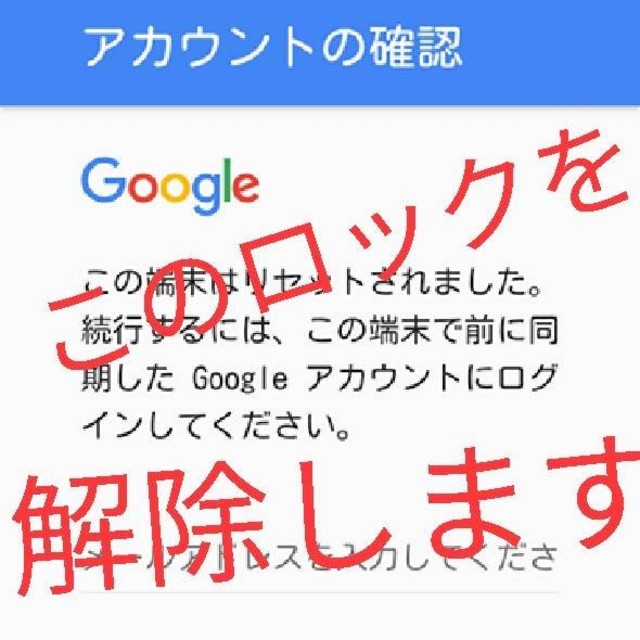 アカウントの確認
Google
この端末はリセットされました。
続行するには、この端末で前に同
期した Google アカウントにログ
インしてください。
メールアドレスを入力してくださ
このロックを
解除します